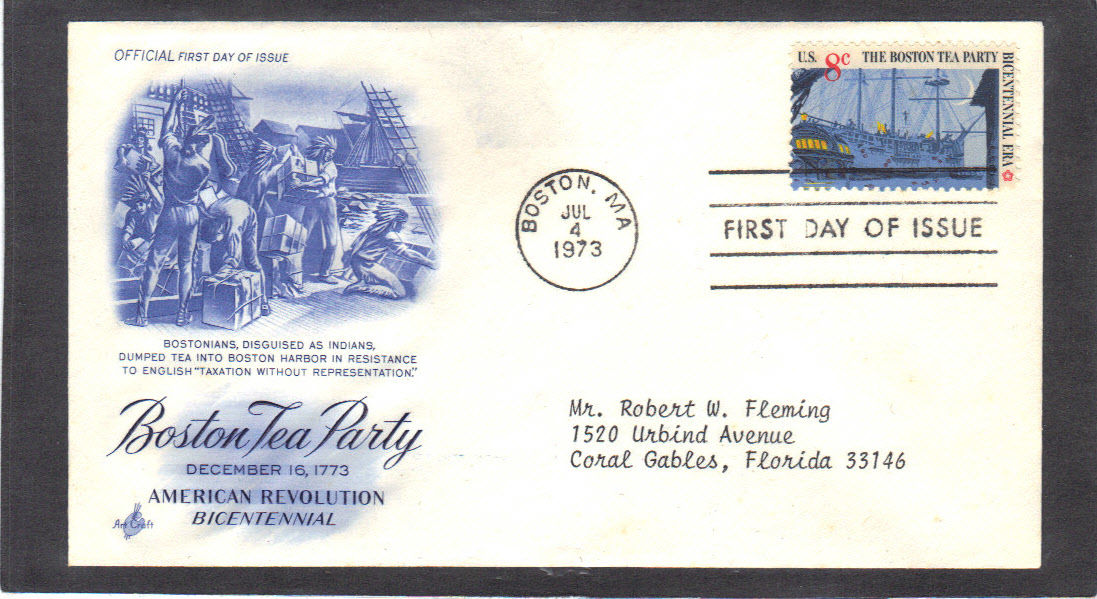 OFFICIAL FIRST DAY OF ISSUE
BOSTONIANS, DISGUISED AS INDIANS,
DUMPED TEA INTO BOSTON HARBOR IN RESISTANCE
TO ENGLISH "TAXATION WITHOUT REPRESENTATION."
Boston Tea Party
DECEMBER 16, 1773
AMERICAN REVOLUTION
BICENTENNIAL
Art Craft
BOSTON, MA
JUL
4
1973
U.S. 8c THE BOSTON TEA PARTY
BICENTENNIAL ERA
FIRST DAY OF ISSUE
Mr. Robert W. Fleming
1520 Urbind Avenue
Coral Gables, Florida 33146